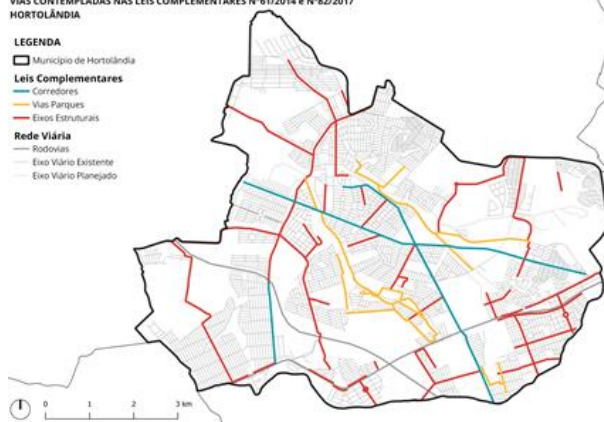 VIAS CONTEMPLADAS NAS LEIS COMPLEMENTARES Nº61/2014 e Nº82/2017
HORTOLÂNDIA
LEGENDA
Município de Hortolândia
Leis Complementares
Corredores
Vias Parques
Eixos Estruturais
Rede Viária
Rodovias
Eixo Viário Existente
Eixo Viário Planejado
0 1 2 3 km